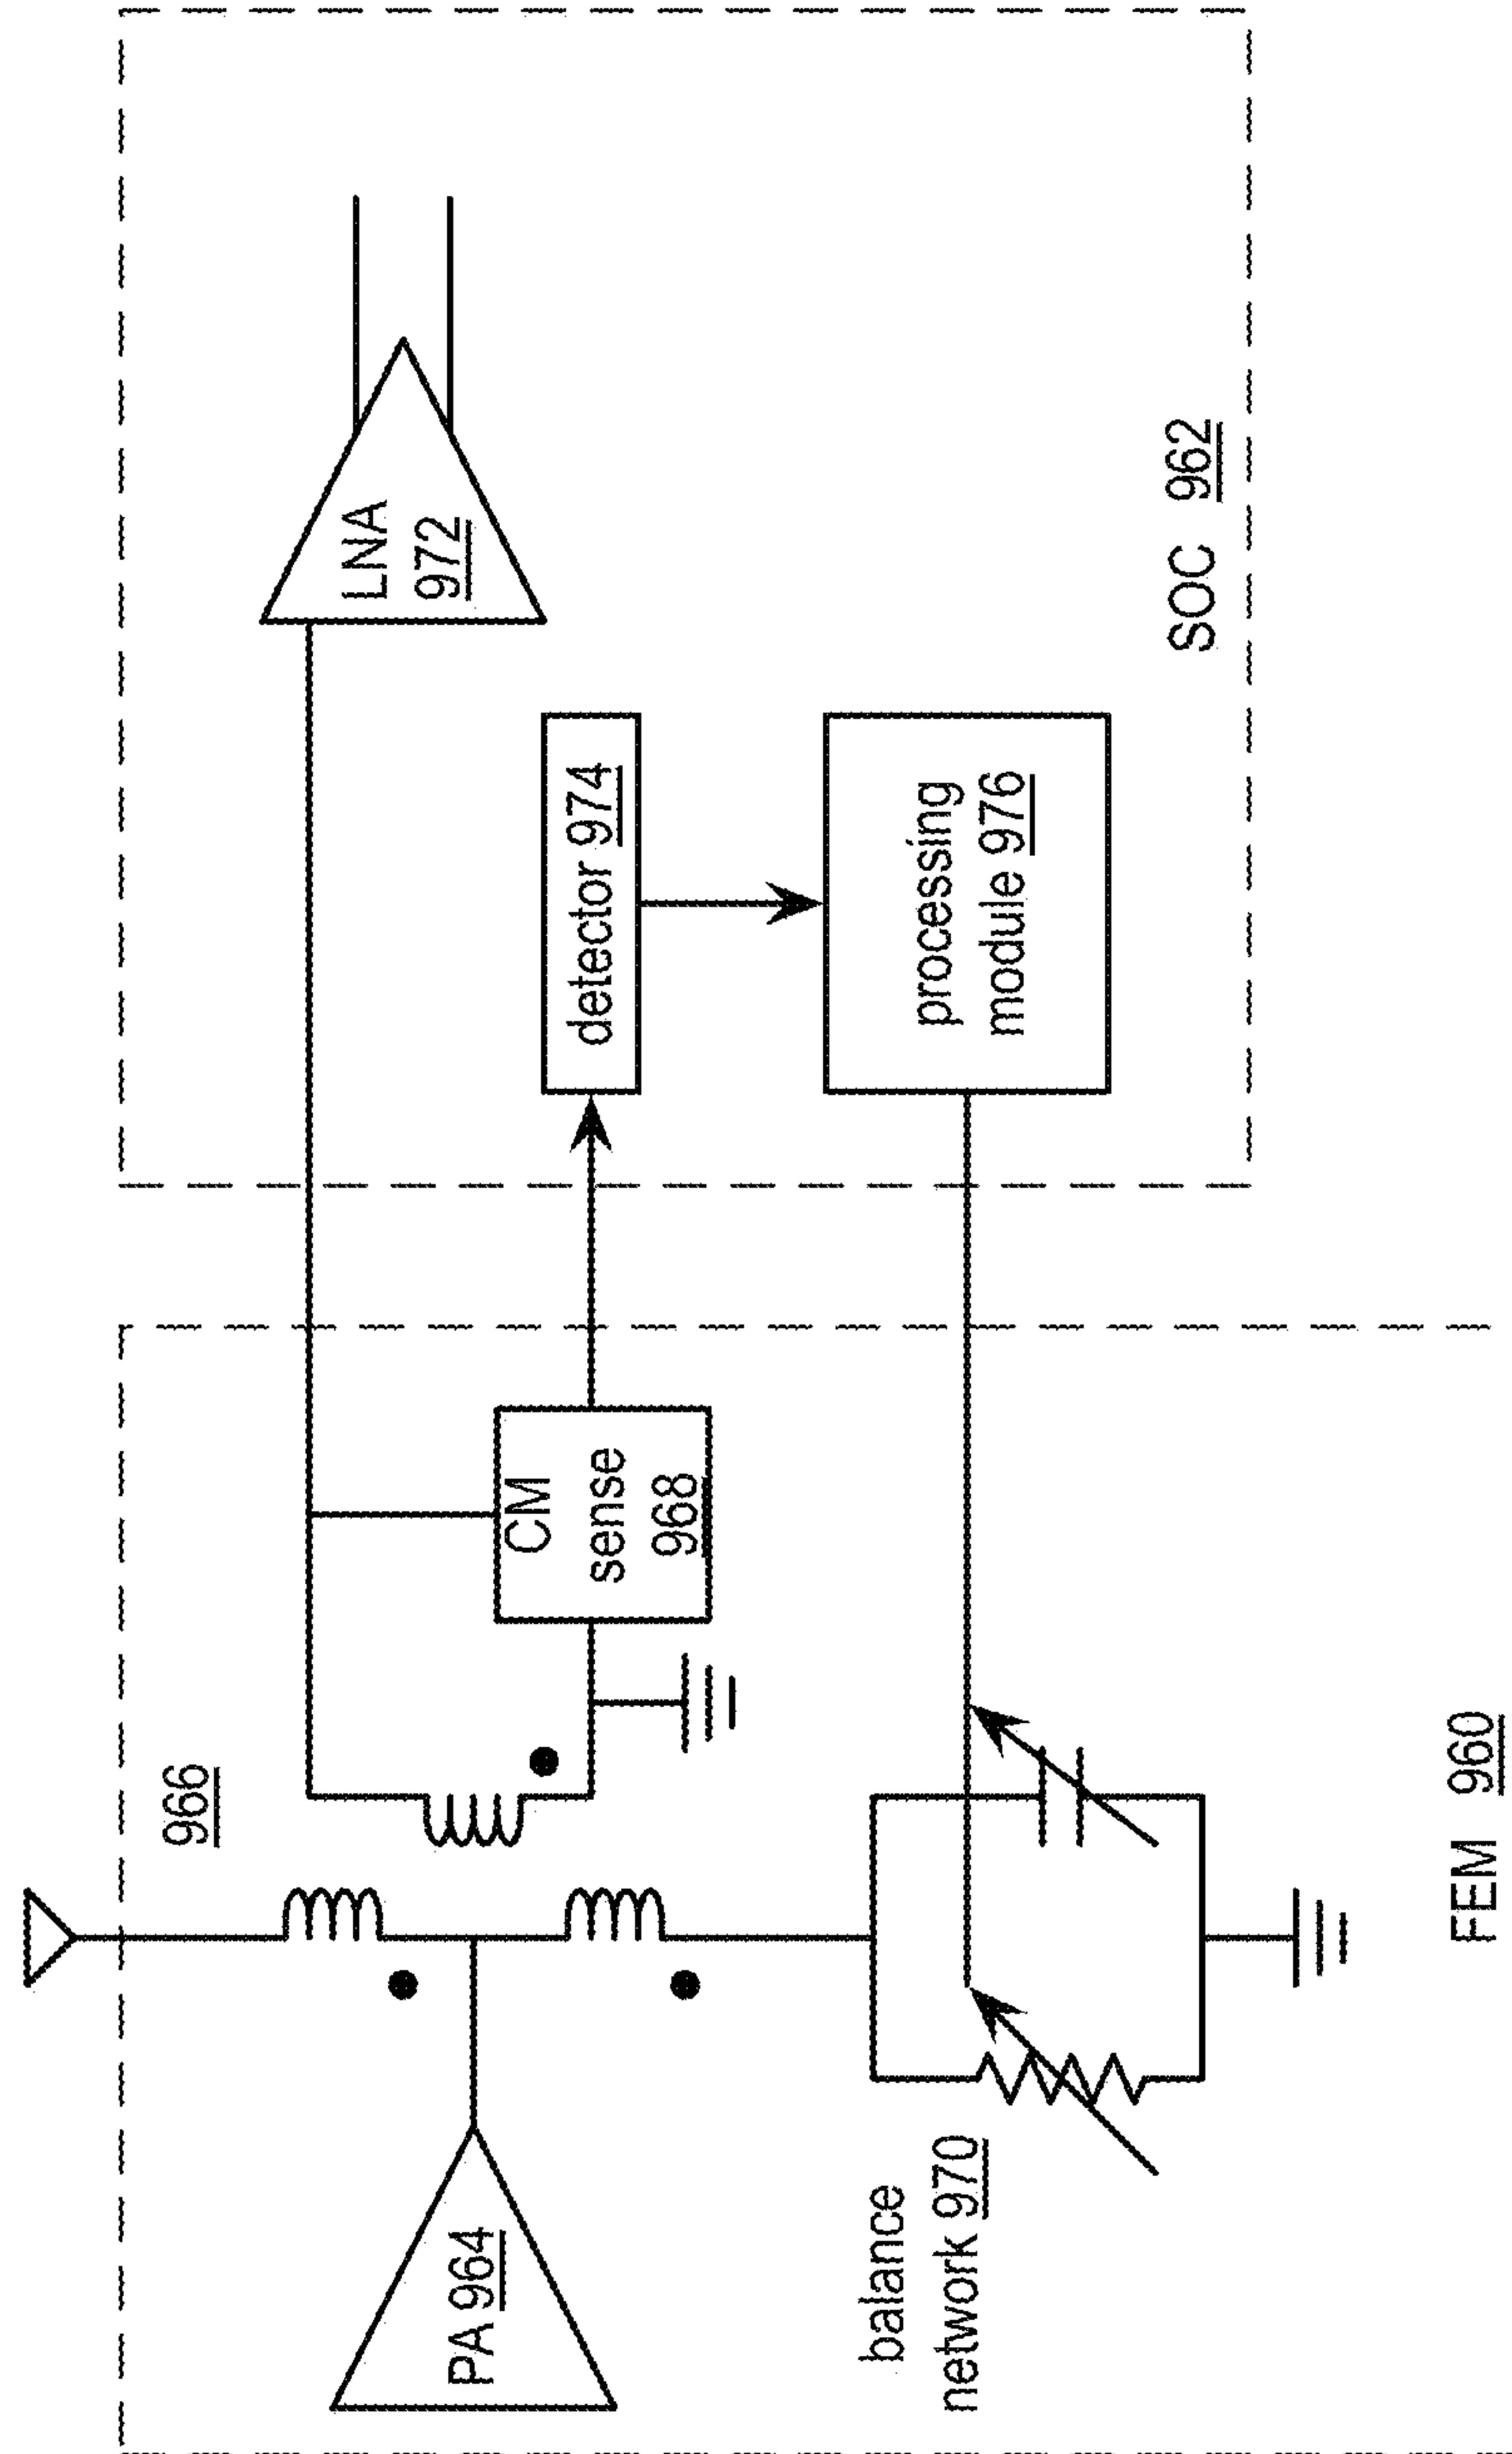 966
PA 964
balance
network 970
CM
sense
968
FEM 960
LNA
972
detector 974
processing
module 976
SOC 962